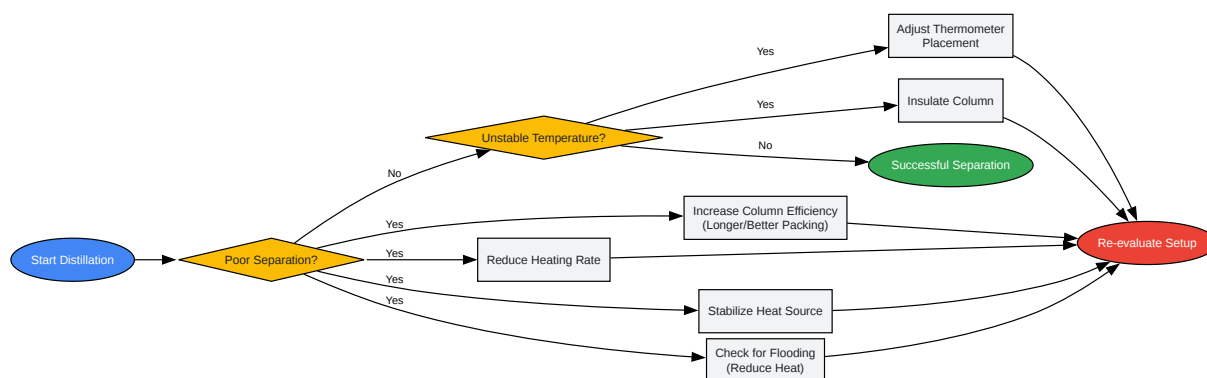 Start Distillation
Poor Separation?
No
Yes
Yes
Yes
Yes
Unstable Temperature?
Yes
Yes
No
Adjust Thermometer
Placement
Insulate Column
Successful Separation
Increase Column Efficiency
(Longer/Better Packing)
Reduce Heating Rate
Stabilize Heat Source
Check for Flooding
(Reduce Heat)
Re-evaluate Setup